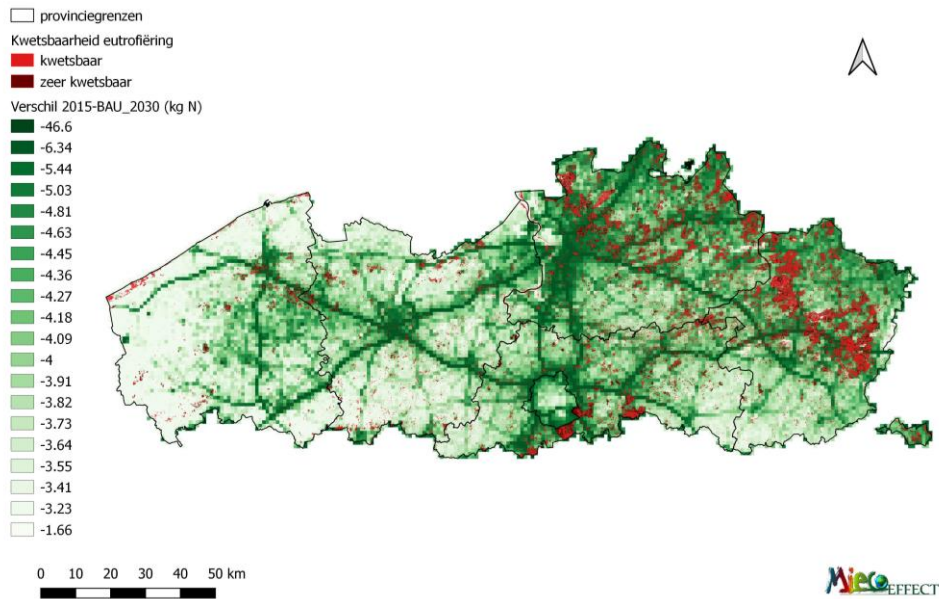 provinciegrenzen
Kwetsbaarheid eutrofiëring
kwetsbaar
zeer kwetsbaar
Verschil 2015-BAU_2030 (kg N)
-46.6
-6.34
-5.44
-5.03
-4.81
-4.63
-4.45
-4.36
-4.27
-4.18
-4.09
-4
-3.91
-3.82
-3.73
-3.64
-3.55
-3.41
-3.23
-1.66
0 10 20 30 40 50 km
Mieco EFFECT